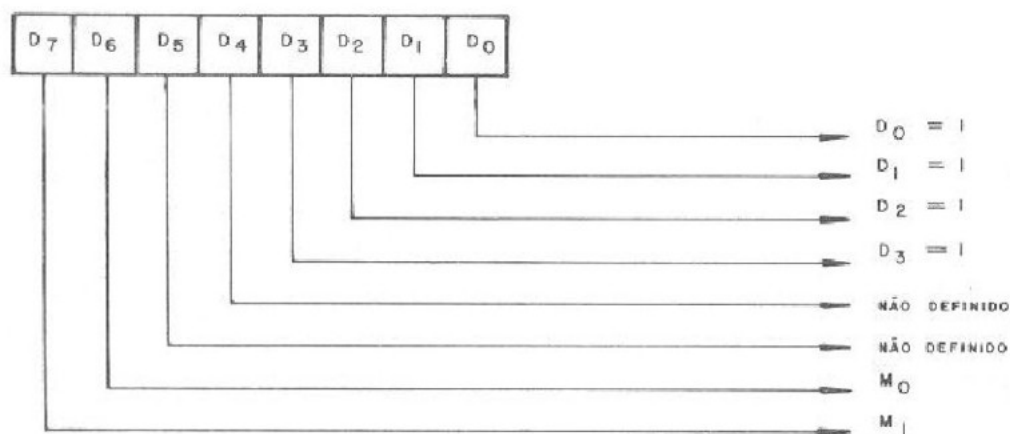 D7 D6 D5 D4 D3 D2 D1 D0
D0 = 1
D1 = 1
D2 = 1
D3 = 1
NÃO DEFINIDO
NÃO DEFINIDO
M0
M1